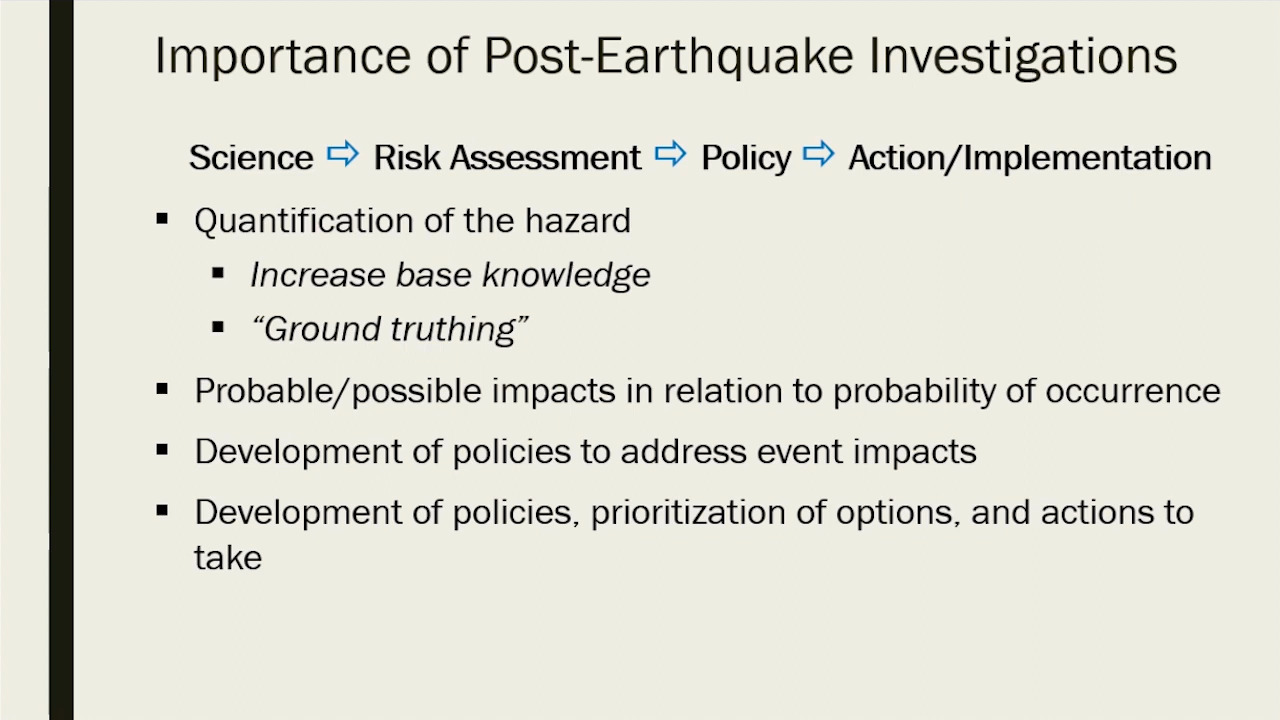 Importance of Post-Earthquake Investigations
Science ⇨ Risk Assessment ⇨ Policy ⇨ Action/Implementation
▪ Quantification of the hazard
▪ Increase base knowledge
▪ “Ground truthing”
▪ Probable/possible impacts in relation to probability of occurrence
▪ Development of policies to address event impacts
▪ Development of policies, prioritization of options, and actions to
take